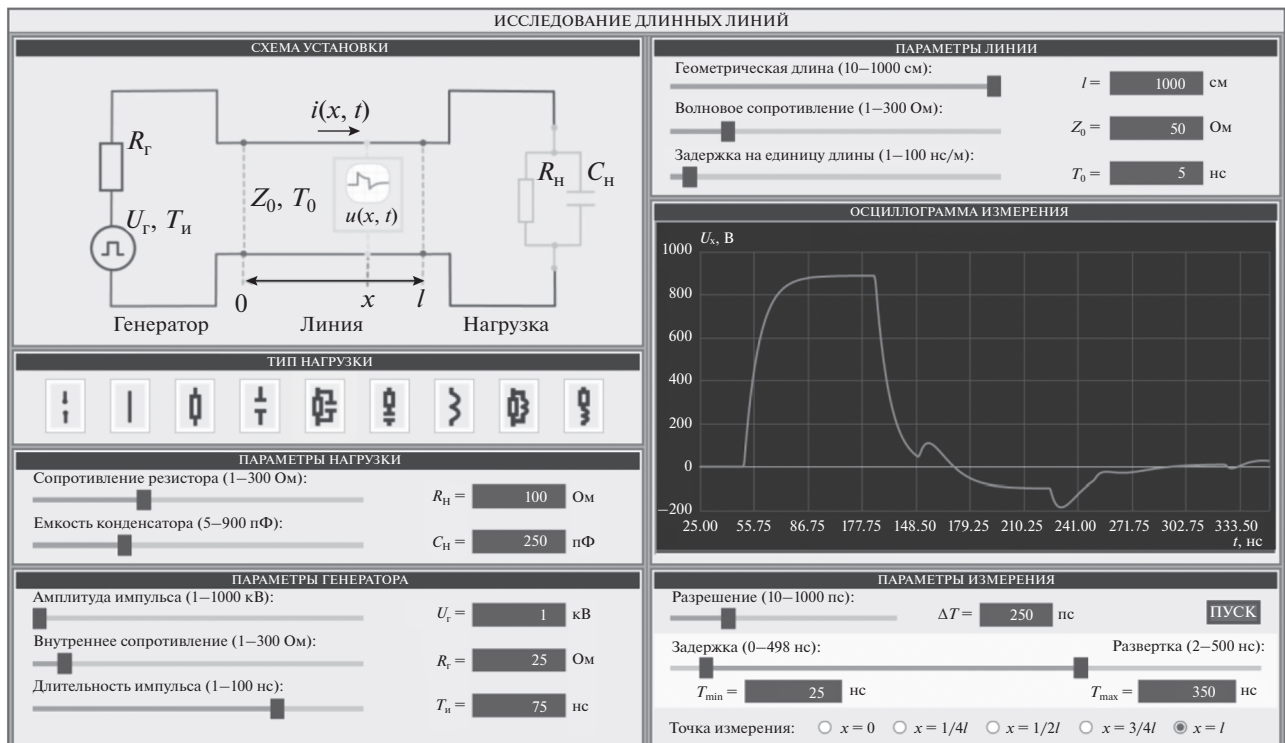 ИССЛЕДОВАНИЕ ДЛИННЫХ ЛИНИЙ
СХЕМА УСТАНОВКИ
i(x, t)
Rг
Uг, Tи
Z0, T0
u(x, t)
Rн
Cн
0
x
l
Генератор
Линия
Нагрузка
ТИП НАГРУЗКИ
ПАРАМЕТРЫ НАГРУЗКИ
Сопротивление резистора (1–300 Ом):
Rн = 100 Ом
Емкость конденсатора (5–900 пФ):
Cн = 250 пФ
ПАРАМЕТРЫ ГЕНЕРАТОРА
Амплитуда импульса (1–1000 кВ):
Uг = 1 кВ
Внутреннее сопротивление (1–300 Ом):
Rг = 25 Ом
Длительность импульса (1–100 нс):
Tи = 75 нс
ПАРАМЕТРЫ ЛИНИИ
Геометрическая длина (10–1000 см):
l = 1000 см
Волновое сопротивление (1–300 Ом):
Z0 = 50 Ом
Задержка на единицу длины (1–100 нс/м):
T0 = 5 нс
ОСЦИЛЛОГРАММА ИЗМЕРЕНИЯ
Ux, В
1000
800
600
400
200
0
–200
25.00 55.75 86.75 177.75 148.50 179.25 210.25 241.00 271.75 302.75 333.50
t, нс
ПАРАМЕТРЫ ИЗМЕРЕНИЯ
Разрешение (10–1000 пс):
ΔT = 250 пс
ПУСК
Задержка (0–498 нс):
Развертка (2–500 нс):
Tmin = 25 нс
Tmax = 350 нс
Точка измерения: x = 0 x = 1/4l x = 1/2l x = 3/4l x = l